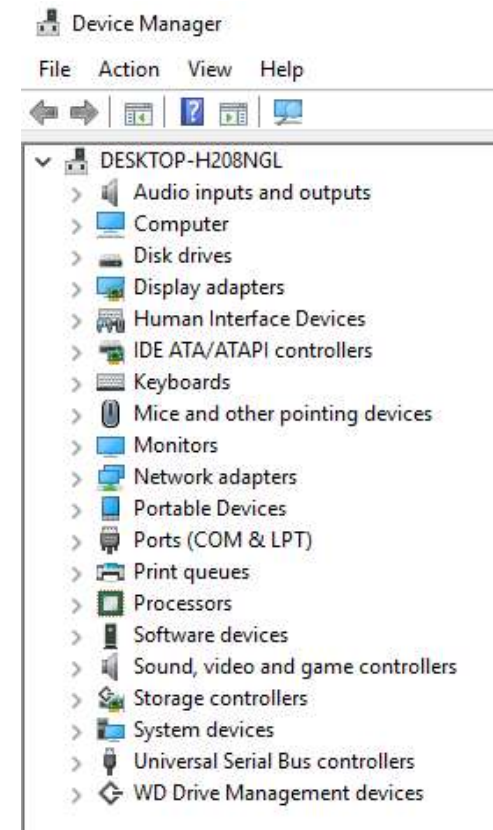 Device Manager
File Action View Help
DESKTOP-H208NGL
Audio inputs and outputs
Computer
Disk drives
Display adapters
Human Interface Devices
IDE ATA/ATAPI controllers
Keyboards
Mice and other pointing devices
Monitors
Network adapters
Portable Devices
Ports (COM & LPT)
Print queues
Processors
Software devices
Sound, video and game controllers
Storage controllers
System devices
Universal Serial Bus controllers
WD Drive Management devices